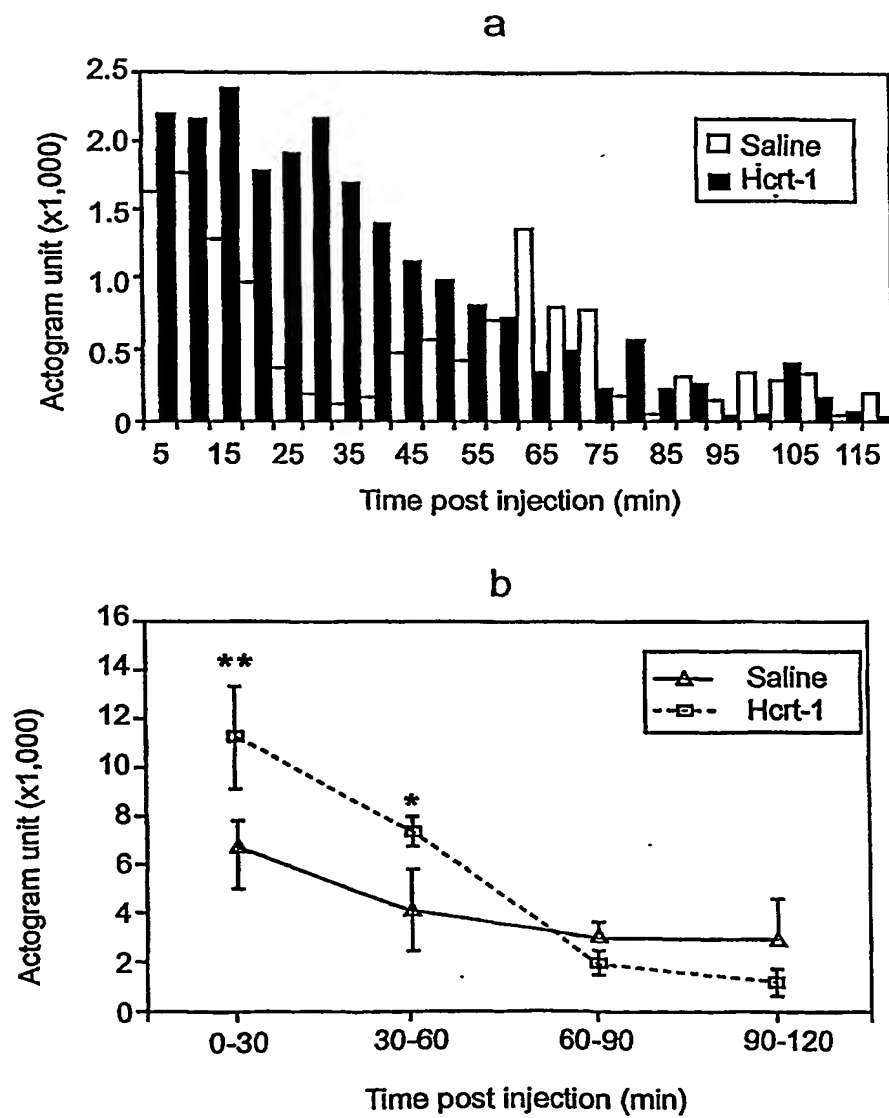 a
2.5
2.0
1.5
1.0
0.5
0
Actogram unit (x1,000)
Saline
Hcrt-1
5 15 25 35 45 55 65 75 85 95 105 115
Time post injection (min)
b
16
14
12
10
8
6
4
2
0
Actogram unit (x1,000)
**
*
Saline
Hcrt-1
0-30 30-60 60-90 90-120
Time post injection (min)